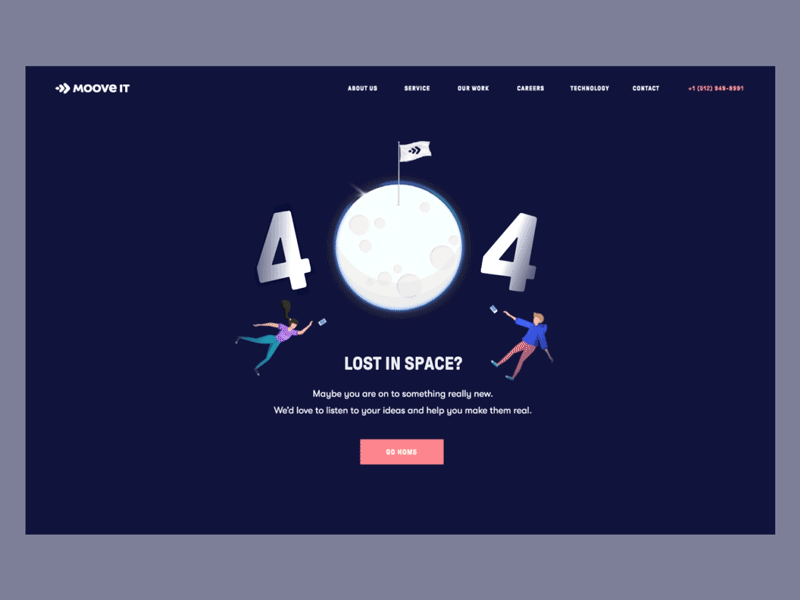 MOOVE IT
ABOUT US SERVICE OUR WORK CAREERS TECHNOLOGY CONTACT +1 (512) 949-8991
4 4
LOST IN SPACE?
Maybe you are on to something really new.
We'd love to listen to your ideas and help you make them real.
GO HOME